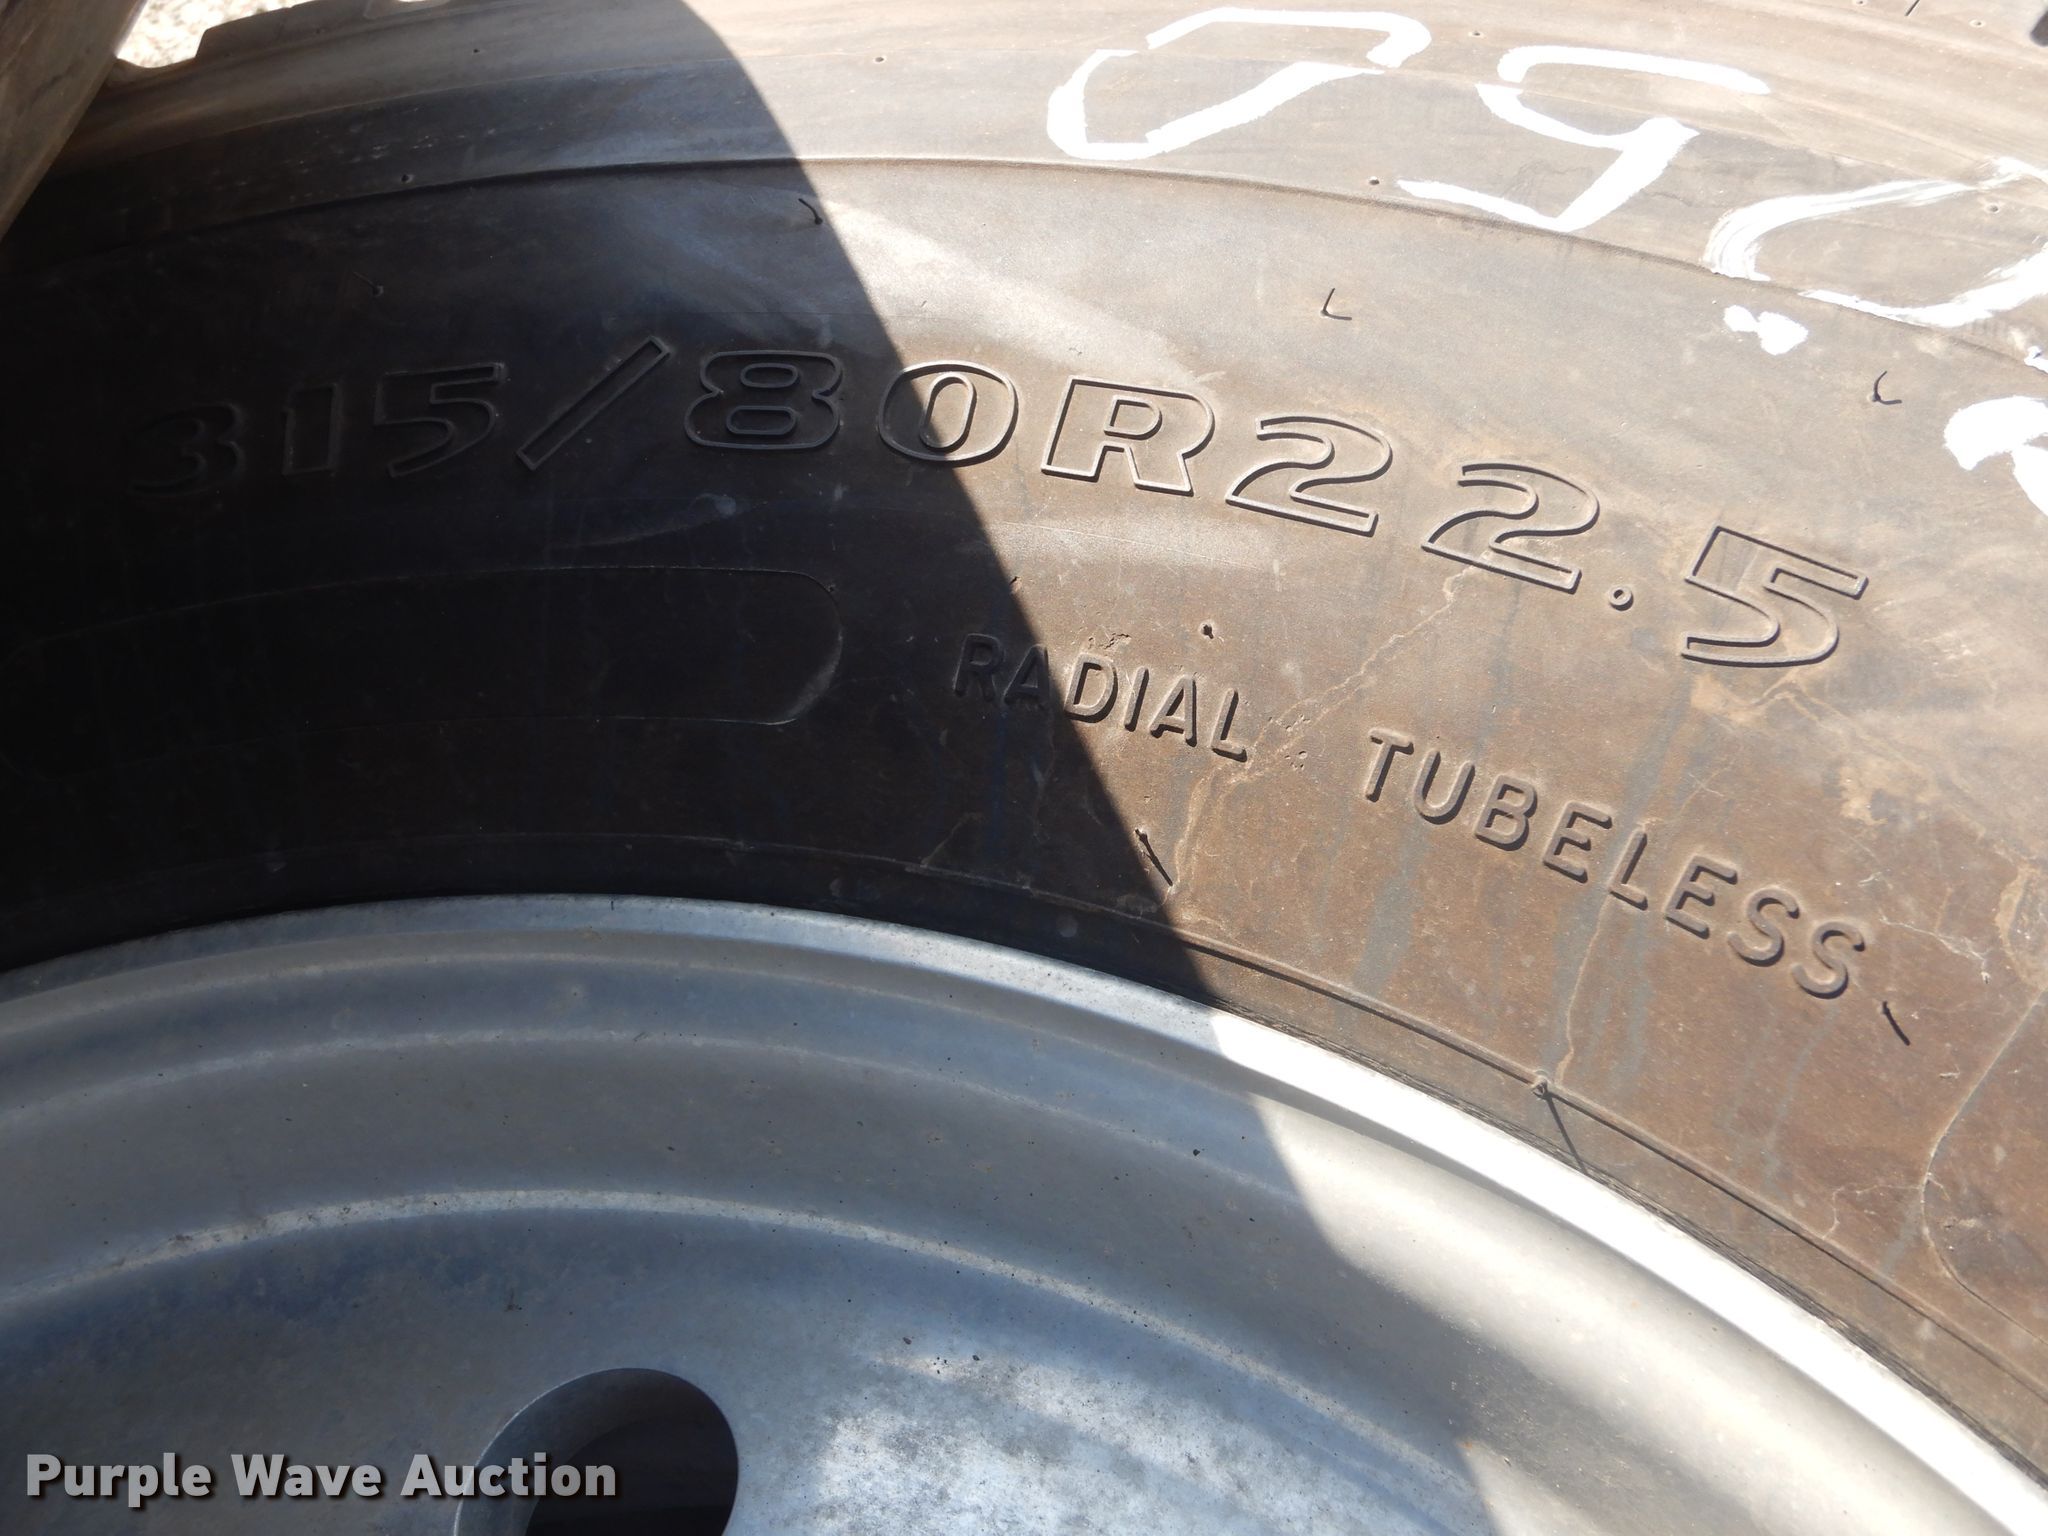 315/80R22.5
RADIAL TUBELESS
Purple Wave Auction